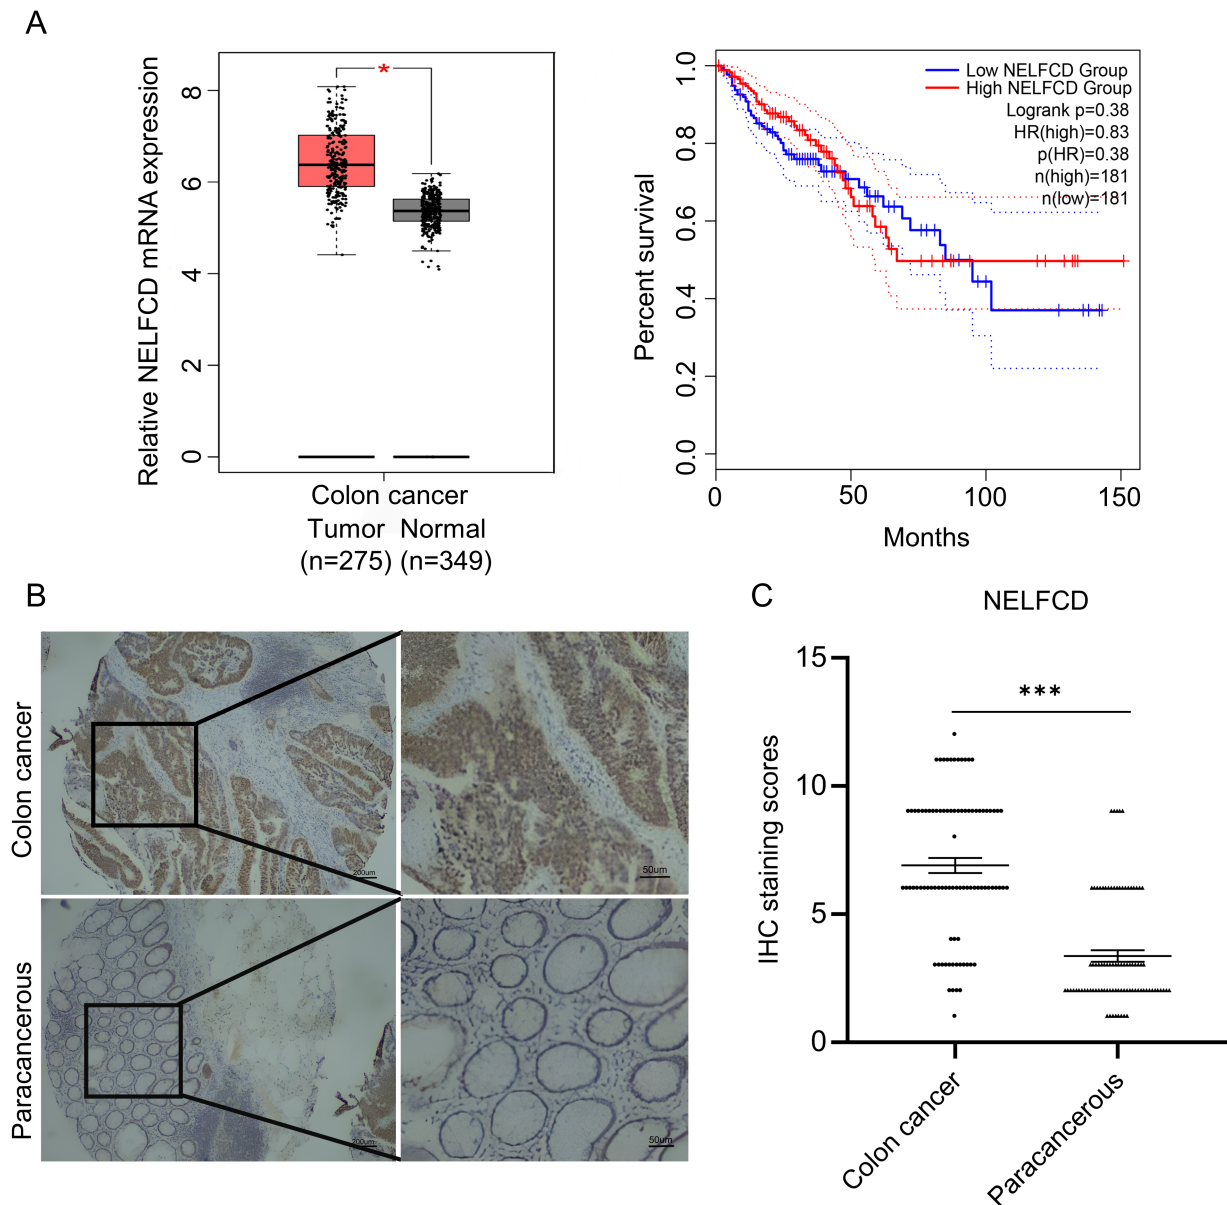 A
Relative NELFCD mRNA expression
8
6
4
2
0
*
Colon cancer
Tumor Normal
(n=275) (n=349)
Percent survival
1.0
0.8
0.6
0.4
0.2
0.0
Low NELFCD Group
High NELFCD Group
Logrank p=0.38
HR(high)=0.83
p(HR)=0.38
n(high)=181
n(low)=181
0 50 100 150
Months
B
Colon cancer
200um
50um
Paracancerous
200um
50um
C
NELFCD
IHC staining scores
15
10
5
0
***
Colon cancer
Paracancerous